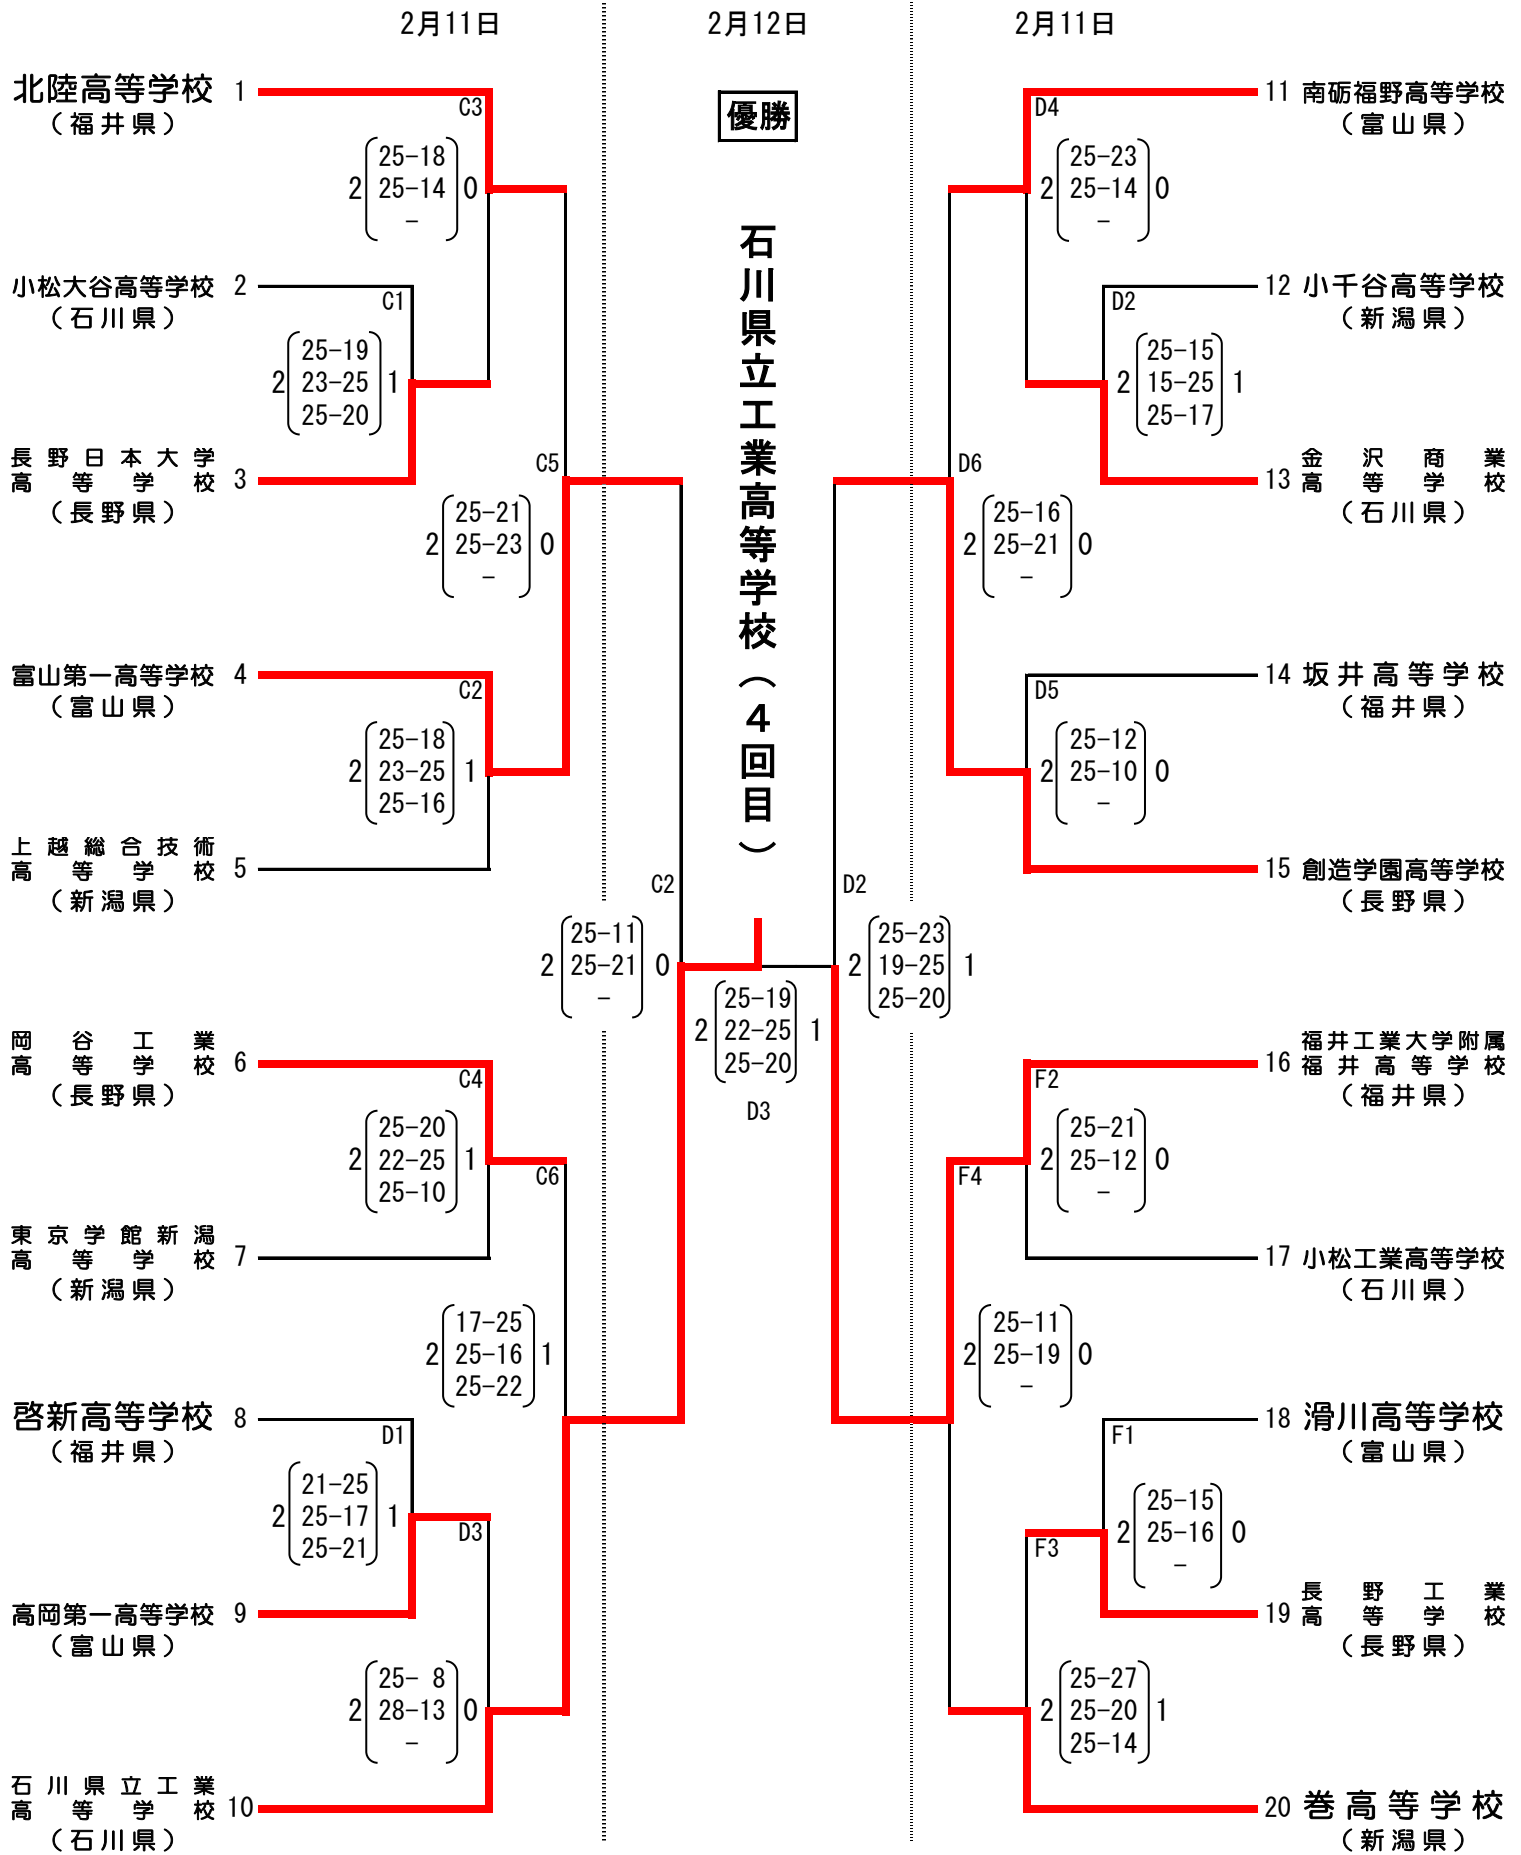 2月11日
2月12日
2月11日
優勝
石川県立工業高等学校(4回目)
北陸高等学校 1
(福井県)
C3
25-18
2 25-14 0
-
小松大谷高等学校 2
(石川県)
C1
25-19
2 23-25 1
25-20
長野日本大学
高等学校 3
(長野県)
C5
25-21
2 25-23 0
-
富山第一高等学校 4
(富山県)
C2
25-18
2 23-25 1
25-16
上越総合技術
高等学校 5
(新潟県)
岡谷工業
高等学校 6
(長野県)
C4
25-20
2 22-25 1
25-10
C6
東京学館新潟
高等学校 7
(新潟県)
17-25
2 25-16 1
25-22
啓新高等学校 8
(福井県)
D1
21-25
2 25-17 1
25-21
D3
高岡第一高等学校 9
(富山県)
25- 8
2 28-13 0
-
石川県立工業
高等学校 10
(石川県)
C2
25-11
2 25-21 0
-
25-19
2 22-25 1
25-20
D3
D2
25-23
2 19-25 1
25-20
11 南砺福野高等学校
(富山県)
D4
25-23
2 25-14 0
-
12 小千谷高等学校
(新潟県)
D2
25-15
2 15-25 1
25-17
金沢商業
13 高等学校
(石川県)
D6
25-16
2 25-21 0
-
14 坂井高等学校
(福井県)
D5
25-12
2 25-10 0
-
15 創造学園高等学校
(長野県)
福井工業大学附属
16 福井高等学校
(福井県)
F2
25-21
2 25-12 0
-
F4
17 小松工業高等学校
(石川県)
25-11
2 25-19 0
-
18 滑川高等学校
(富山県)
F1
25-15
2 25-16 0
-
F3
長野工業
19 高等学校
(長野県)
25-27
2 25-20 1
25-14
20 巻高等学校
(新潟県)